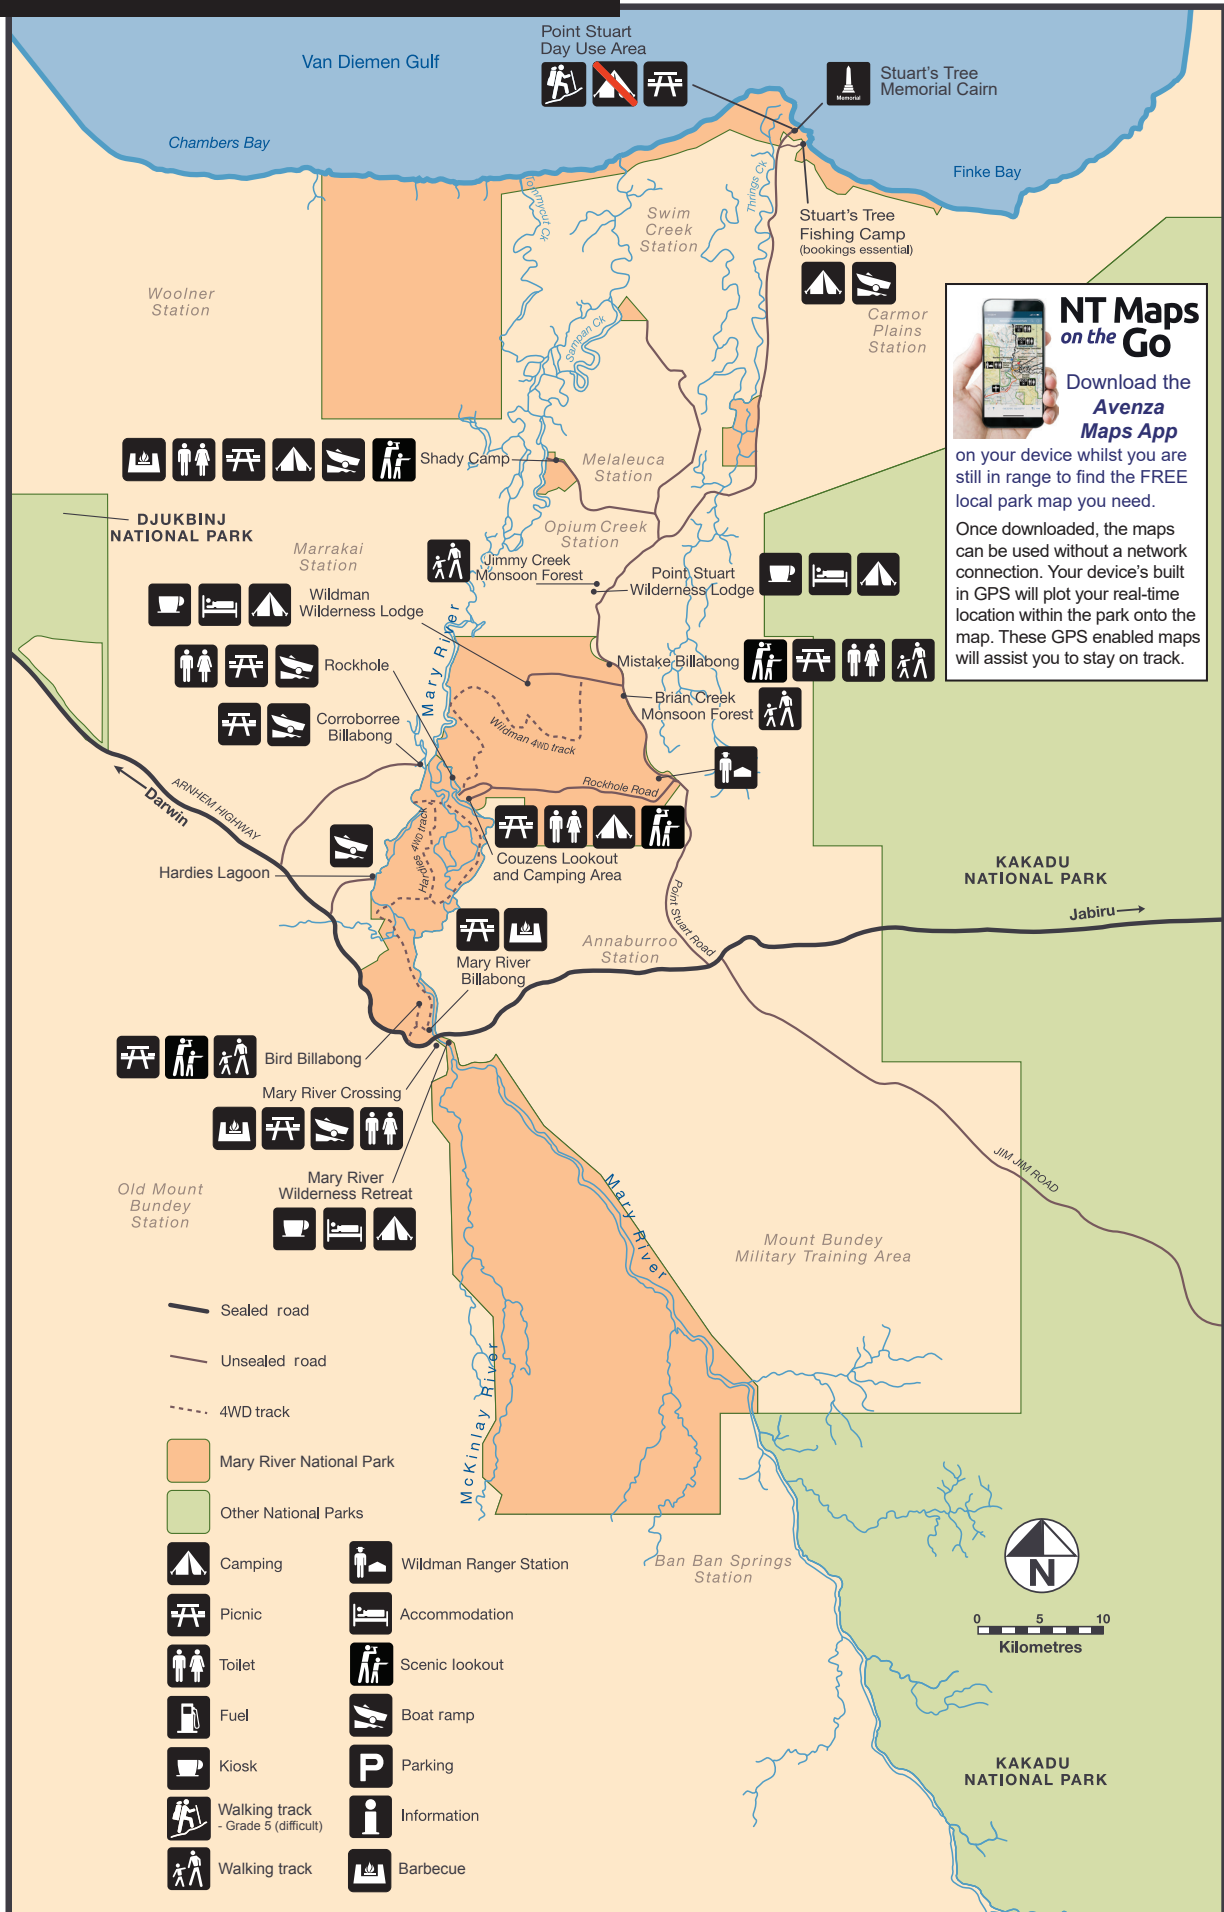 Van Diemen Gulf
Point Stuart
Day Use Area
Memorial
Stuart's Tree
Memorial Cairn
Chambers Bay
Finke Bay
Tommycut Ck
Thrings Ck
Swim
Creek
Station
Stuart's Tree
Fishing Camp
(bookings essential)
Woolner
Station
Sampan Ck
Carmor
Plains
Station
NT Maps
on the Go
Download the
Avenza
Maps App
on your device whilst you are
still in range to find the FREE
local park map you need.
Once downloaded, the maps
can be used without a network
connection. Your device's built
in GPS will plot your real-time
location within the park onto the
map. These GPS enabled maps
will assist you to stay on track.
Shady Camp
Melaleuca
Station
DJUKBINJ
NATIONAL PARK
Opium Creek
Station
Marrakai
Station
Jimmy Creek
Monsoon Forest
Point Stuart
Wilderness Lodge
Wildman
Wilderness Lodge
Mary River
Rockhole
Mistake Billabong
Brian Creek
Monsoon Forest
Corroborree
Billabong
Wildman 4WD track
Rockhole Road
ARNHEM HIGHWAY
Darwin
Hardies 4WD track
Couzens Lookout
and Camping Area
Hardies Lagoon
KAKADU
NATIONAL PARK
Point Stuart Road
Jabiru
Annaburroo
Station
Mary River
Billabong
Bird Billabong
Mary River Crossing
Mary River
Wilderness Retreat
JIM JIM ROAD
Old Mount
Bundey
Station
Mary River
Mount Bundey
Military Training Area
McKinlay River
Sealed road
Unsealed road
4WD track
Mary River National Park
Other National Parks
Camping
Wildman Ranger Station
Picnic
Accommodation
Toilet
Scenic lookout
Fuel
Boat ramp
Kiosk
P
Parking
Walking track
- Grade 5 (difficult)
Information
Walking track
Barbecue
Ban Ban Springs
Station
N
0 5 10
Kilometres
KAKADU
NATIONAL PARK